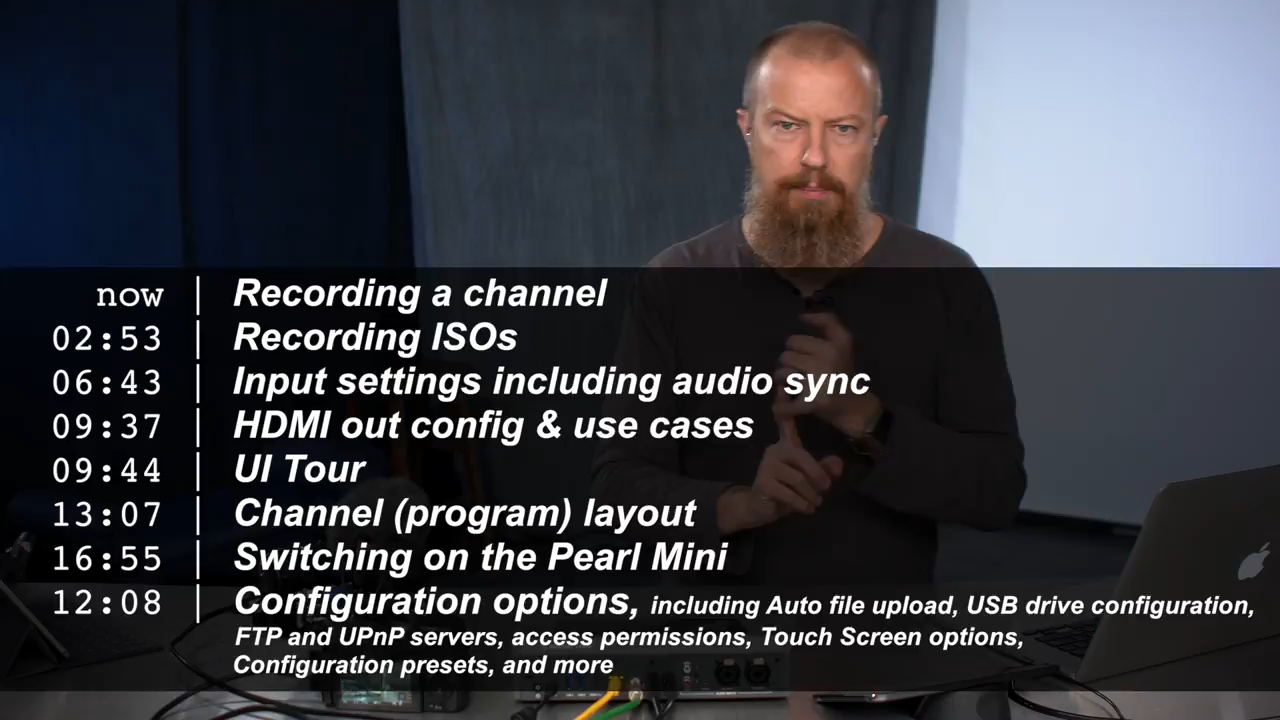 now | Recording a channel
02:53 | Recording ISOs
06:43 | Input settings including audio sync
09:37 | HDMI out config & use cases
09:44 | UI Tour
13:07 | Channel (program) layout
16:55 | Switching on the Pearl Mini
12:08 | Configuration options, including Auto file upload, USB drive configuration,
FTP and UPnP servers, access permissions, Touch Screen options,
Configuration presets, and more